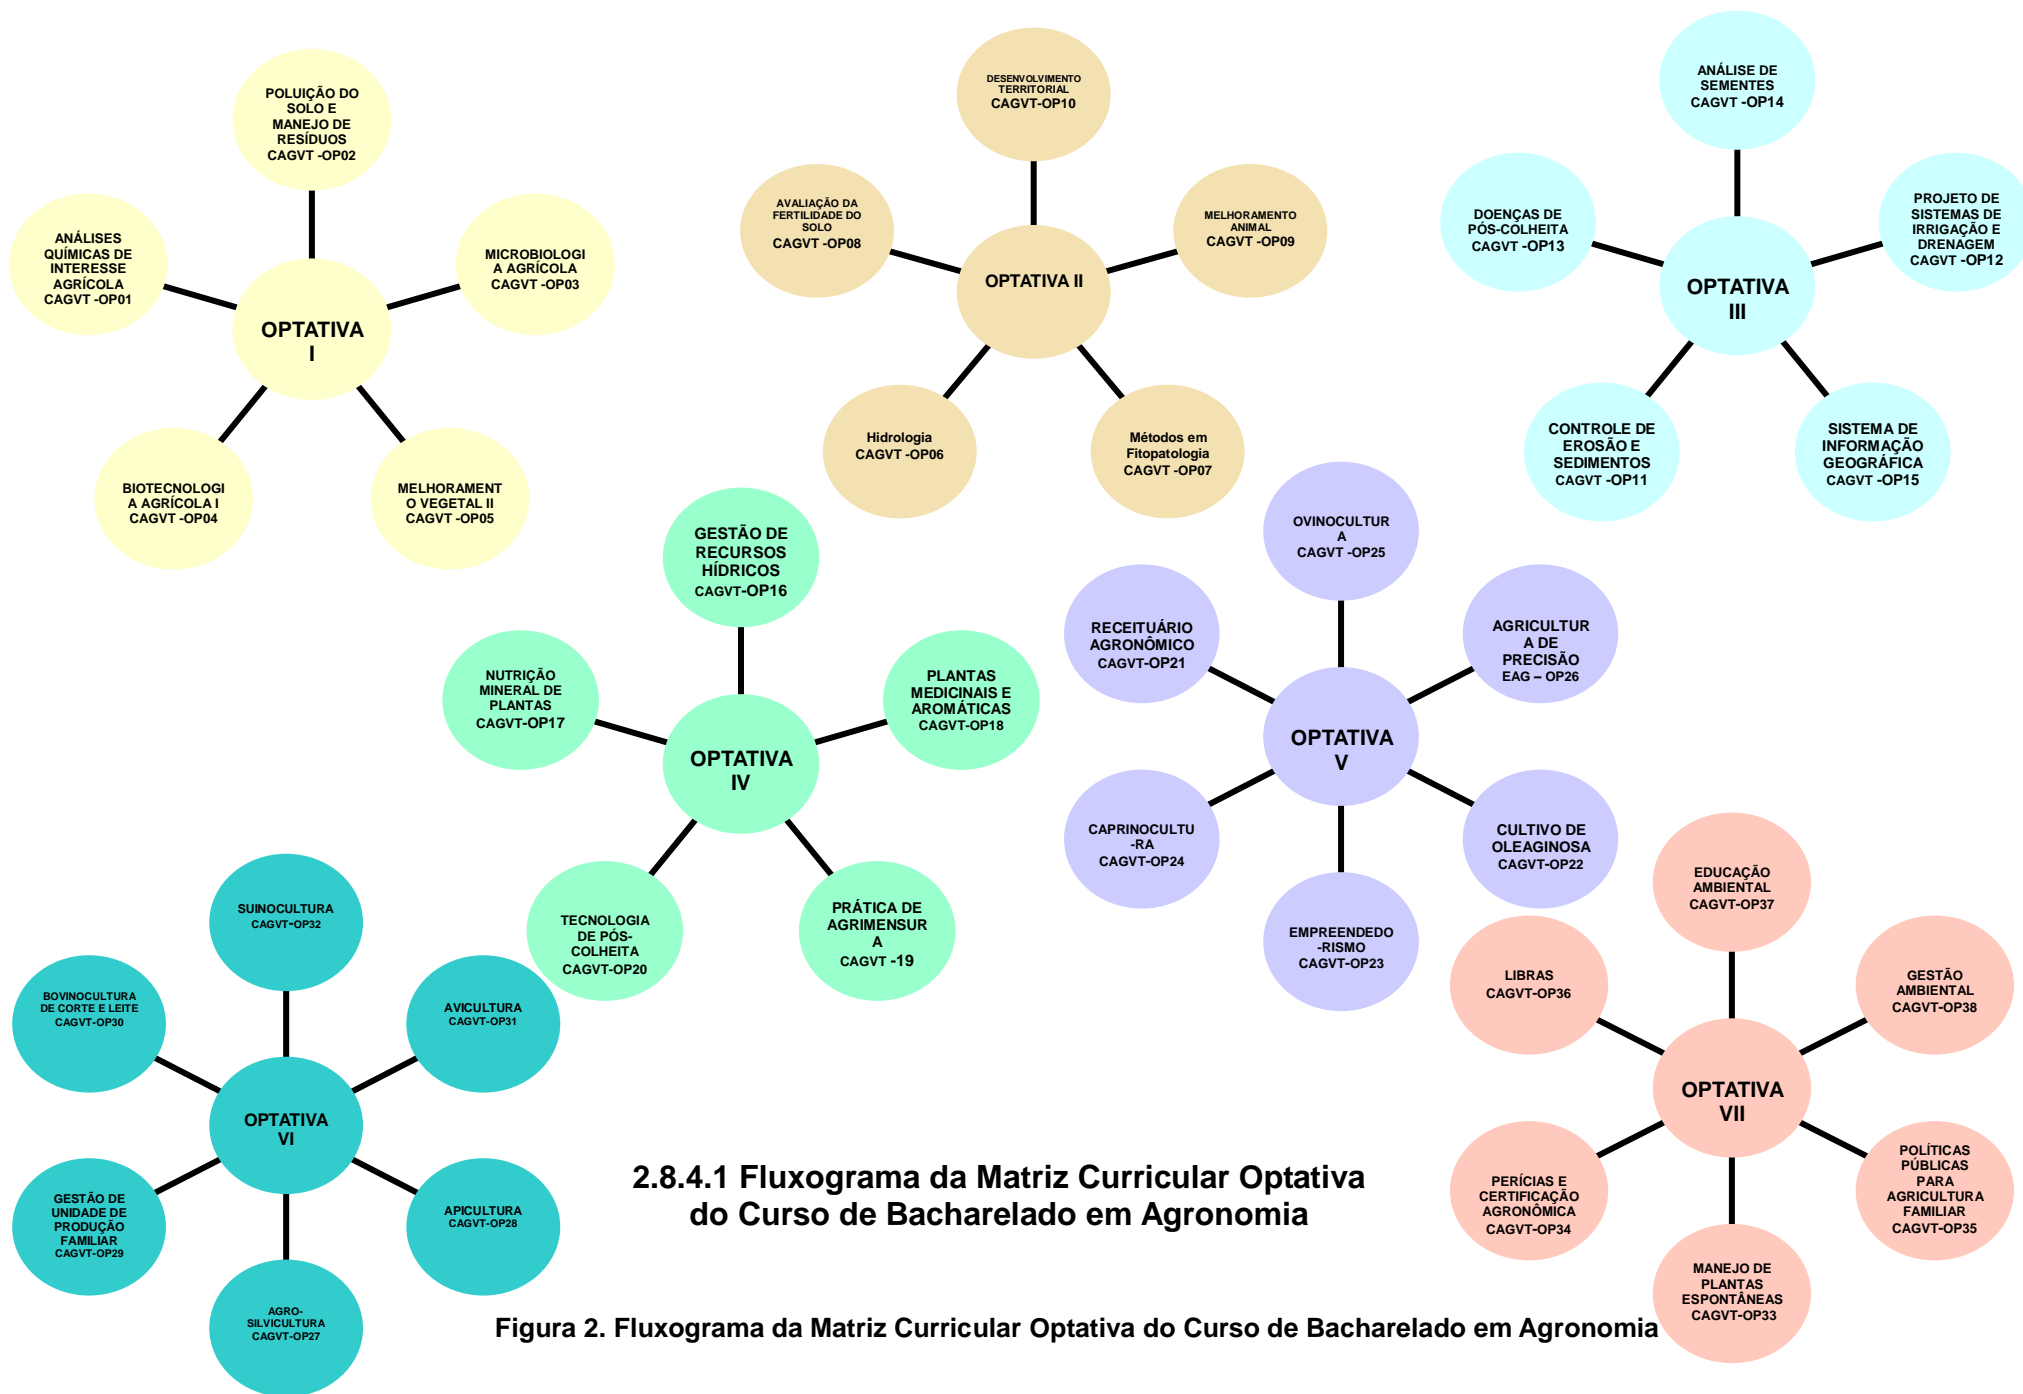 POLUIÇÃO DO
SOLO E
MANEJO DE
RESÍDUOS
CAGVT -OP02
ANÁLISES
QUÍMICAS DE
INTERESSE
AGRÍCOLA
CAGVT -OP01
MICROBIOLOGI
A AGRÍCOLA
CAGVT -OP03
OPTATIVA
I
BIOTECNOLOGI
A AGRÍCOLA I
CAGVT -OP04
MELHORAMENT
O VEGETAL II
CAGVT -OP05
DESENVOLVIMENTO
TERRITORIAL
CAGVT-OP10
AVALIAÇÃO DA
FERTILIDADE DO
SOLO
CAGVT -OP08
MELHORAMENTO
ANIMAL
CAGVT -OP09
OPTATIVA II
Hidrologia
CAGVT -OP06
Métodos em
Fitopatologia
CAGVT -OP07
ANÁLISE DE
SEMENTES
CAGVT -OP14
DOENÇAS DE
PÓS-COLHEITA
CAGVT -OP13
PROJETO DE
SISTEMAS DE
IRRIGAÇÃO E
DRENAGEM
CAGVT -OP12
OPTATIVA
III
CONTROLE DE
EROSÃO E
SEDIMENTOS
CAGVT -OP11
SISTEMA DE
INFORMAÇÃO
GEOGRÁFICA
CAGVT -OP15
GESTÃO DE
RECURSOS
HÍDRICOS
CAGVT-OP16
NUTRIÇÃO
MINERAL DE
PLANTAS
CAGVT-OP17
PLANTAS
MEDICINAIS E
AROMÁTICAS
CAGVT-OP18
OPTATIVA
IV
TECNOLOGIA
DE PÓS-
COLHEITA
CAGVT-OP20
PRÁTICA DE
AGRIMENSUR
A
CAGVT -19
OVINOCULTUR
A
CAGVT -OP25
RECEITUÁRIO
AGRONÔMICO
CAGVT-OP21
AGRICULTUR
A DE
PRECISÃO
EAG – OP26
OPTATIVA
V
CAPRINOCULTU
-RA
CAGVT-OP24
CULTIVO DE
OLEAGINOSA
CAGVT-OP22
EMPREENDEDO
-RISMO
CAGVT-OP23
SUINOCULTURA
CAGVT-OP32
BOVINOCULTURA
DE CORTE E LEITE
CAGVT-OP30
AVICULTURA
CAGVT-OP31
OPTATIVA
VI
GESTÃO DE
UNIDADE DE
PRODUÇÃO
FAMILIAR
CAGVT-OP29
APICULTURA
CAGVT-OP28
AGRO-
SILVICULTURA
CAGVT-OP27
EDUCAÇÃO
AMBIENTAL
CAGVT-OP37
LIBRAS
CAGVT-OP36
GESTÃO
AMBIENTAL
CAGVT-OP38
OPTATIVA
VII
PERÍCIAS E
CERTIFICAÇÃO
AGRONÔMICA
CAGVT-OP34
POLÍTICAS
PÚBLICAS
PARA
AGRICULTURA
FAMILIAR
CAGVT-OP35
MANEJO DE
PLANTAS
ESPONTÂNEAS
CAGVT-OP33
2.8.4.1 Fluxograma da Matriz Curricular Optativa
do Curso de Bacharelado em Agronomia
Figura 2. Fluxograma da Matriz Curricular Optativa do Curso de Bacharelado em Agronomia